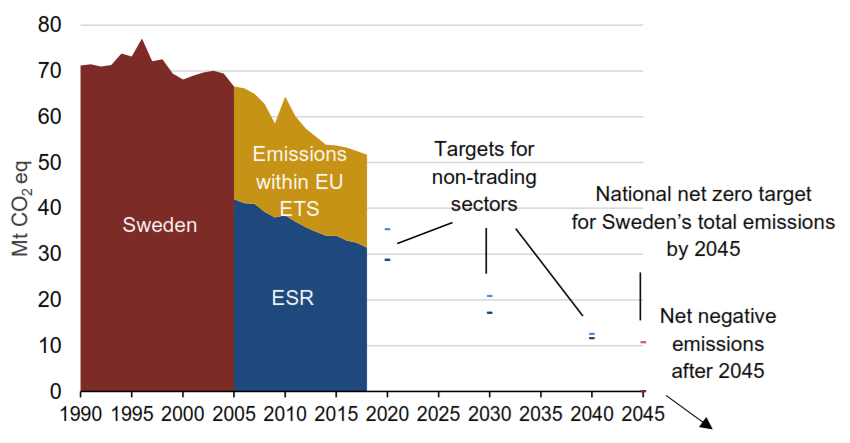 80
70
60
50
40
30
20
10
0
Mt CO₂ eq
Sweden
Emissions
within EU
ETS
ESR
Targets for
non-trading
sectors
National net zero target
for Sweden's total emissions
by 2045
Net negative
emissions
after 2045
1990 1995 2000 2005 2010 2015 2020 2025 2030 2035 2040 2045